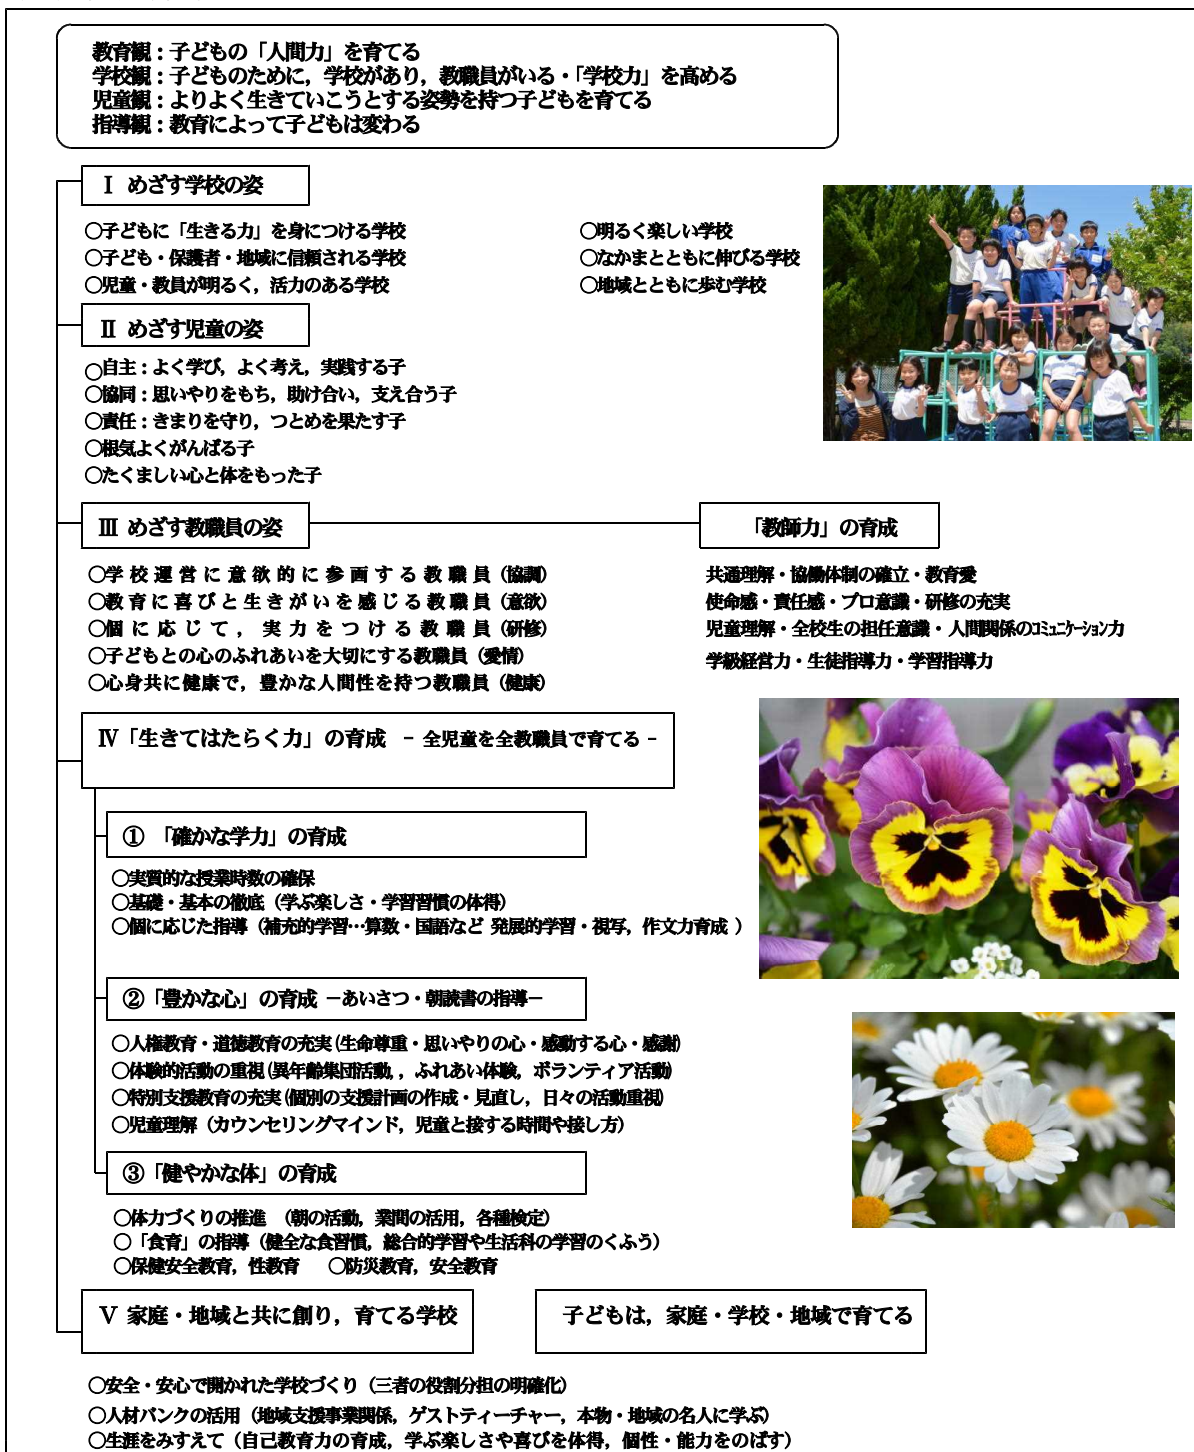 教育観：子どもの「人間力」を育てる
学校観：子どものために，学校があり，教職員がいる・「学校力」を高める
児童観：よりよく生きていこうとする姿勢を持つ子どもを育てる
指導観：教育によって子どもは変わる
Ⅰ めざす学校の姿
○子どもに「生きる力」を身につける学校
○明るく楽しい学校
○子ども・保護者・地域に信頼される学校
○なかまとともに伸びる学校
○児童・教員が明るく，活力のある学校
○地域とともに歩む学校
Ⅱ めざす児童の姿
○自主：よく学び，よく考え，実践する子
○協同：思いやりをもち，助け合い，支え合う子
○責任：きまりを守り，つとめを果たす子
○根気よくがんばる子
○たくましい心と体をもった子
Ⅲ めざす教職員の姿
「教師力」の育成
○学校運営に意欲的に参画する教職員（協調）
○教育に喜びと生きがいを感じる教職員（意欲）
○個に応じて，実力をつける教職員（研修）
○子どもとの心のふれあいを大切にする教職員（愛情）
○心身共に健康で，豊かな人間性を持つ教職員（健康）
共通理解・協働体制の確立・教育愛
使命感・責任感・プロ意識・研修の充実
児童理解・全校生の担任意識・人間関係のｺﾐｭﾆｹｰｼｮﾝ力
学級経営力・生徒指導力・学習指導力
Ⅳ「生きてはたらく力」の育成 －全児童を全教職員で育てる－
① 「確かな学力」の育成
○実質的な授業時数の確保
○基礎・基本の徹底（学ぶ楽しさ・学習習慣の体得）
○個に応じた指導（補充的学習…算数・国語など 発展的学習・視写，作文力育成 ）
②「豊かな心」の育成 －あいさつ・朝読書の指導－
○人権教育・道徳教育の充実(生命尊重・思いやりの心・感動する心・感謝)
○体験的活動の重視(異年齢集団活動,，ふれあい体験，ボランティア活動)
○特別支援教育の充実(個別の支援計画の作成・見直し，日々の活動重視)
○児童理解（カウンセリングマインド，児童と接する時間や接し方）
③「健やかな体」の育成
○体力づくりの推進 （朝の活動，業間の活用，各種検定）
○「食育」の指導（健全な食習慣，総合的学習や生活科の学習のくふう）
○保健安全教育，性教育 ○防災教育，安全教育
Ⅴ 家庭・地域と共に創り，育てる学校
子どもは，家庭・学校・地域で育てる
○安全・安心で開かれた学校づくり（三者の役割分担の明確化）
○人材バンクの活用（地域支援事業関係，ゲストティーチャー，本物・地域の名人に学ぶ）
○生涯をみすえて（自己教育力の育成，学ぶ楽しさや喜びを体得，個性・能力をのばす）